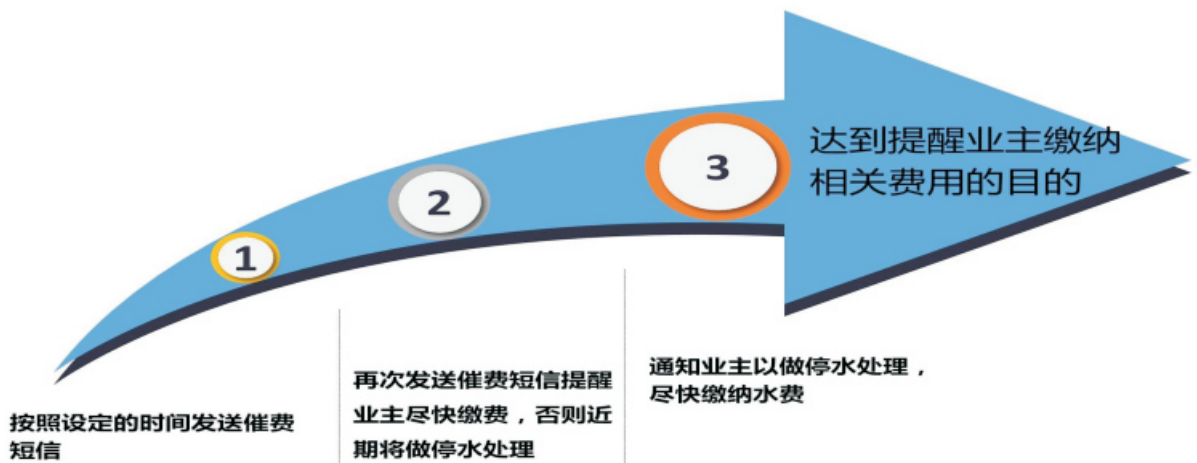 1
按照设定的时间发送催费
短信
2
再次发送催费短信提醒
业主尽快缴费，否则近
期将做停水处理
3
通知业主以做停水处理，
尽快缴纳水费
达到提醒业主缴纳
相关费用的目的